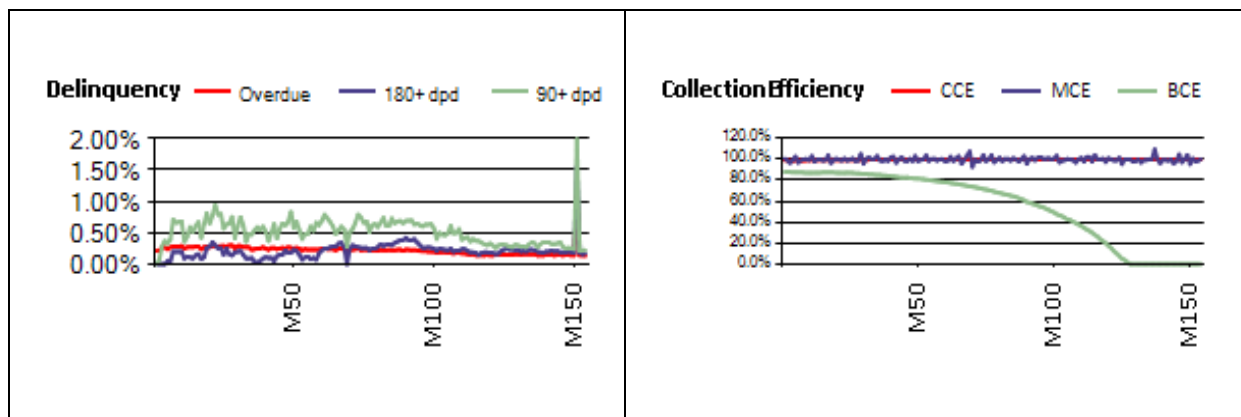 Delinquency Overdue 180+ dpd 90+ dpd
2.00%
1.50%
1.00%
0.50%
0.00%
M50
M100
M150
Collection Efficiency CCE MCE BCE
120.0%
100.0%
80.0%
60.0%
40.0%
20.0%
0.0%
M50
M100
M150